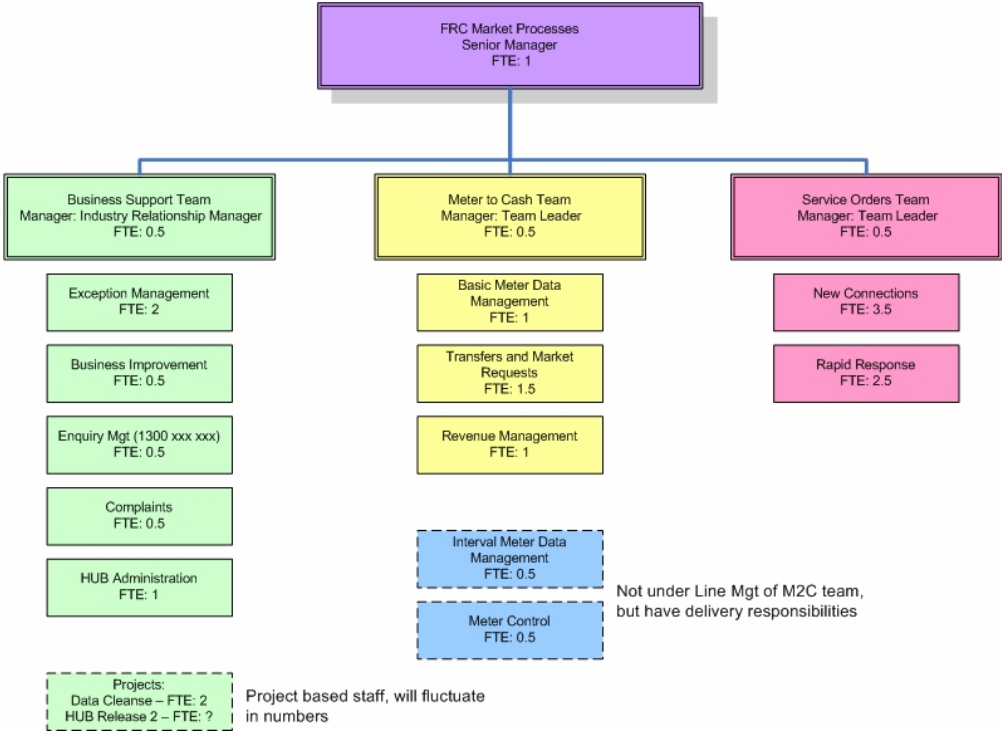 FRC Market Processes
Senior Manager
FTE: 1
Business Support Team
Manager: Industry Relationship Manager
FTE: 0.5
Exception Management
FTE: 2
Business Improvement
FTE: 0.5
Enquiry Mgt (1300 xxx xxx)
FTE: 0.5
Complaints
FTE: 0.5
HUB Administration
FTE: 1
Projects:
Data Cleanse – FTE: 2
HUB Release 2 – FTE: ?
Project based staff, will fluctuate
in numbers
Meter to Cash Team
Manager: Team Leader
FTE: 0.5
Basic Meter Data
Management
FTE: 1
Transfers and Market
Requests
FTE: 1.5
Revenue Management
FTE: 1
Interval Meter Data
Management
FTE: 0.5
Meter Control
FTE: 0.5
Not under Line Mgt of M2C team,
but have delivery responsibilities
Service Orders Team
Manager: Team Leader
FTE: 0.5
New Connections
FTE: 3.5
Rapid Response
FTE: 2.5